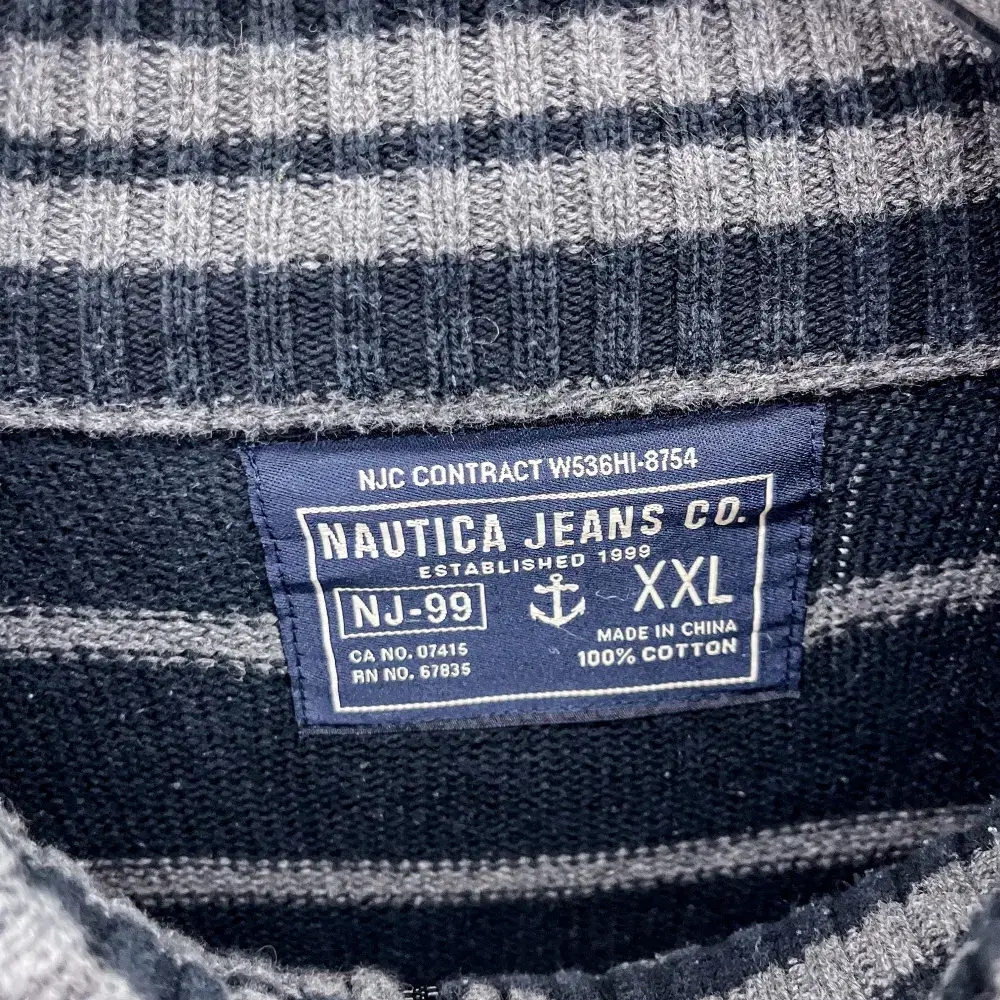 NJC CONTRACT W536HI-8754
NAUTICA JEANS CO.
ESTABLISHED 1999
NJ-99
XXL
CA NO. 07415
RN NO. 67835
MADE IN CHINA
100% COTTON